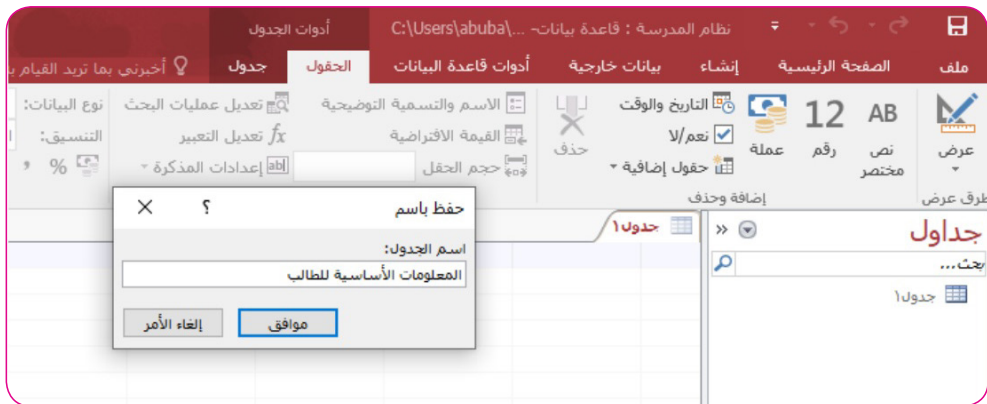 نظام المدرسة : قاعدة بيانات- ...\C:\Users\abuba
أدوات الجدول
ملف
الصفحة الرئيسية
إنشاء
بيانات خارجية
أدوات قاعدة البيانات
الحقول
جدول
أخبرني بما تريد القيام
عرض
AB
نص مختصر
12
رقم
عملة
التاريخ والوقت
نعم/لا
حقول إضافية
حذف
الاسم والتسمية التوضيحية
القيمة الافتراضية
حجم الحقل
تعديل عمليات البحث
fx تعديل التعبير
ab إعدادات المذكرة
نوع البيانات:
التنسيق:
%
طرق عرض
إضافة وحذف
جداول
بحث...
جدول١
جدول١
حفظ باسم
؟
اسم الجدول:
المعلومات الأساسية للطالب
موافق
إلغاء الأمر